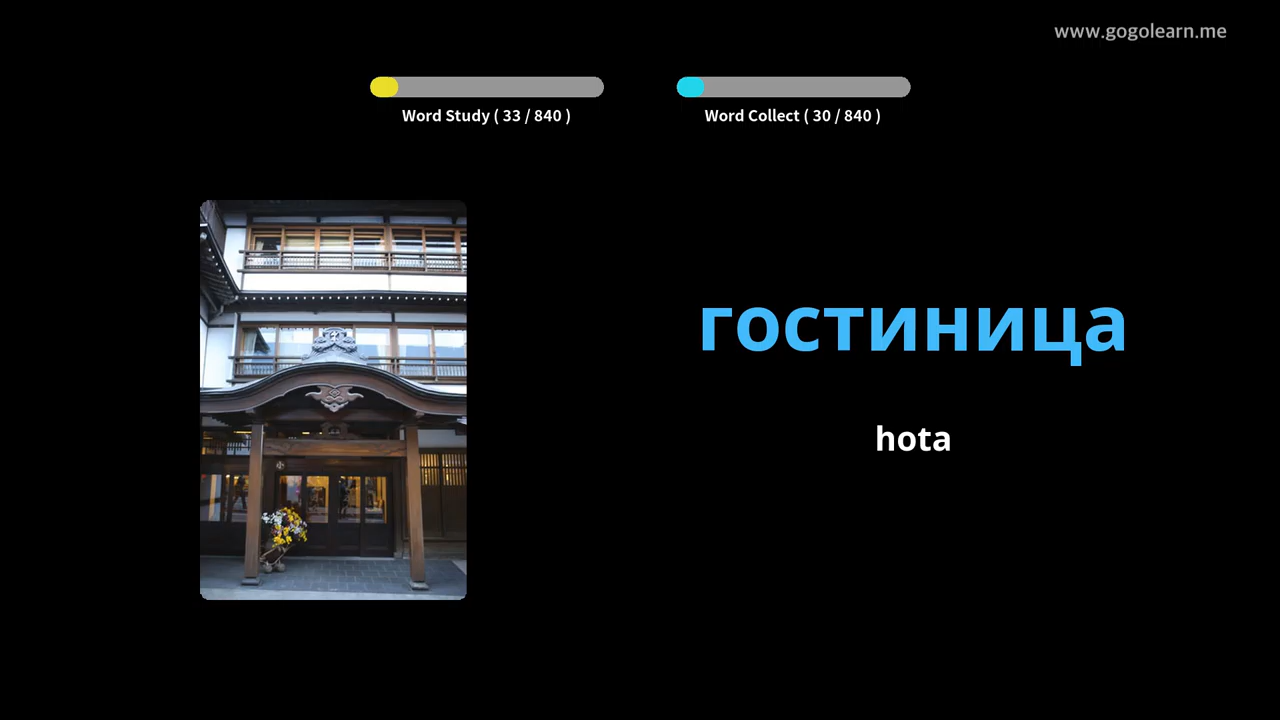 www.gogolearn.me
Word Study ( 33 / 840 )
Word Collect ( 30 / 840 )
гостиница
hota